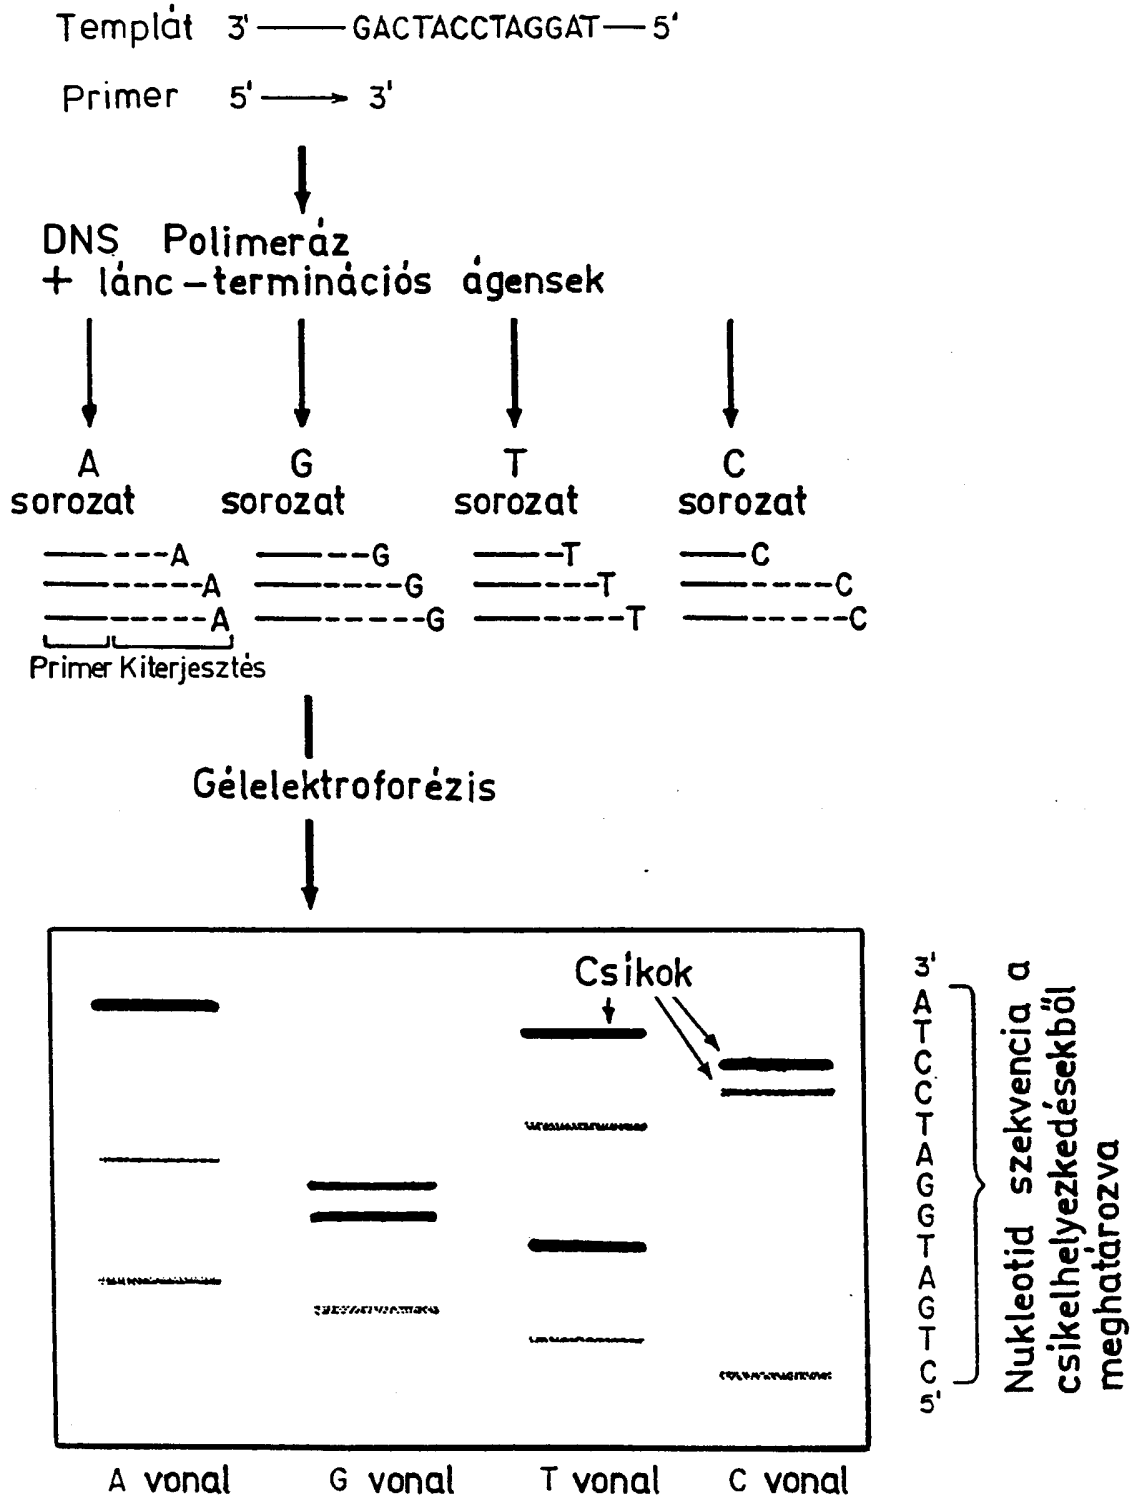 Templát 3' GACTACCTAGGAT 5'
Primer 5' 3'
DNS Polimeráz
+ lánc-terminációs ágensek
A sorozat
G sorozat
T sorozat
C sorozat
A
A
A
G
G
G
T
T
T
C
C
C
Primer Kiterjesztés
Gélelektroforézis
Csíkok
3'
A
T
C
C
T
A
G
G
T
A
G
T
C
5'
Nukleotid szekvencia a
csikelhelyezkedésekből
meghatározva
A vonal G vonal T vonal C vonal